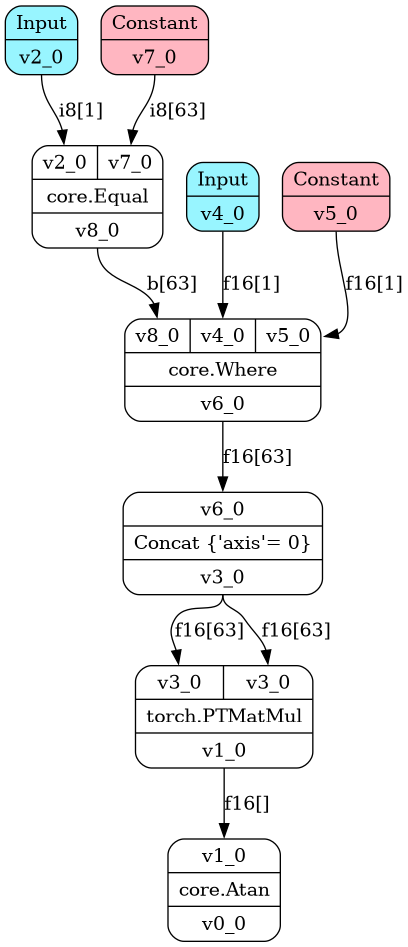 Input
v2_0
Constant
v7_0
i8[1]
i8[63]
v2_0 v7_0
core.Equal
v8_0
Input
v4_0
Constant
v5_0
b[63]
f16[1]
f16[1]
v8_0 v4_0 v5_0
core.Where
v6_0
f16[63]
v6_0
Concat {'axis'= 0}
v3_0
f16[63]
f16[63]
v3_0 v3_0
torch.PTMatMul
v1_0
f16[]
v1_0
core.Atan
v0_0